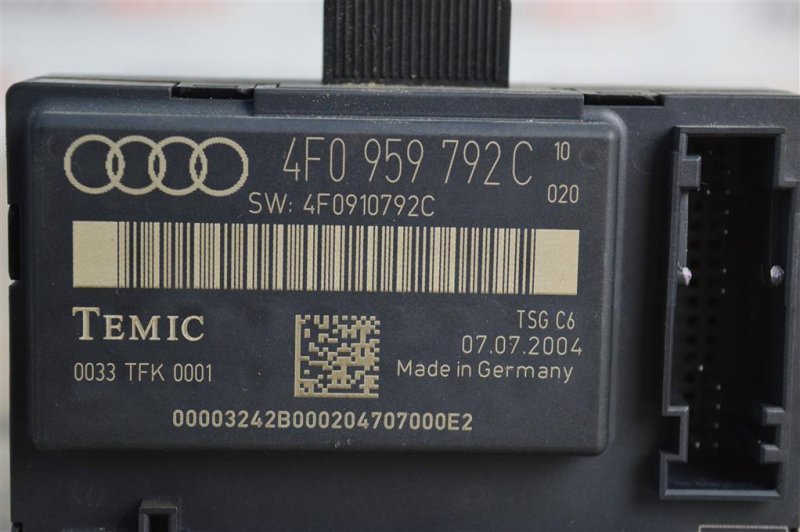 4F0 959 792 C 10
020
SW: 4F0910792C
TEMIC
TSG C6
07.07.2004
0033 TFK 0001
Made in Germany
00003242B000204707000E2